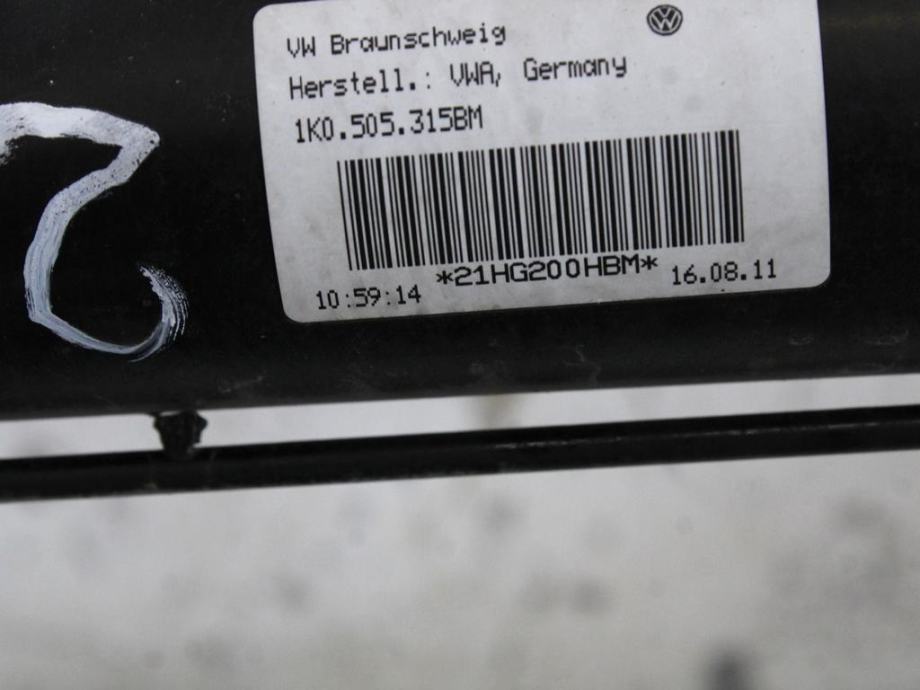 VW Braunschweig
Herstell.: VWA, Germany
1K0.505.315BM
*21HG200HBM*
10:59:14 16.08.11